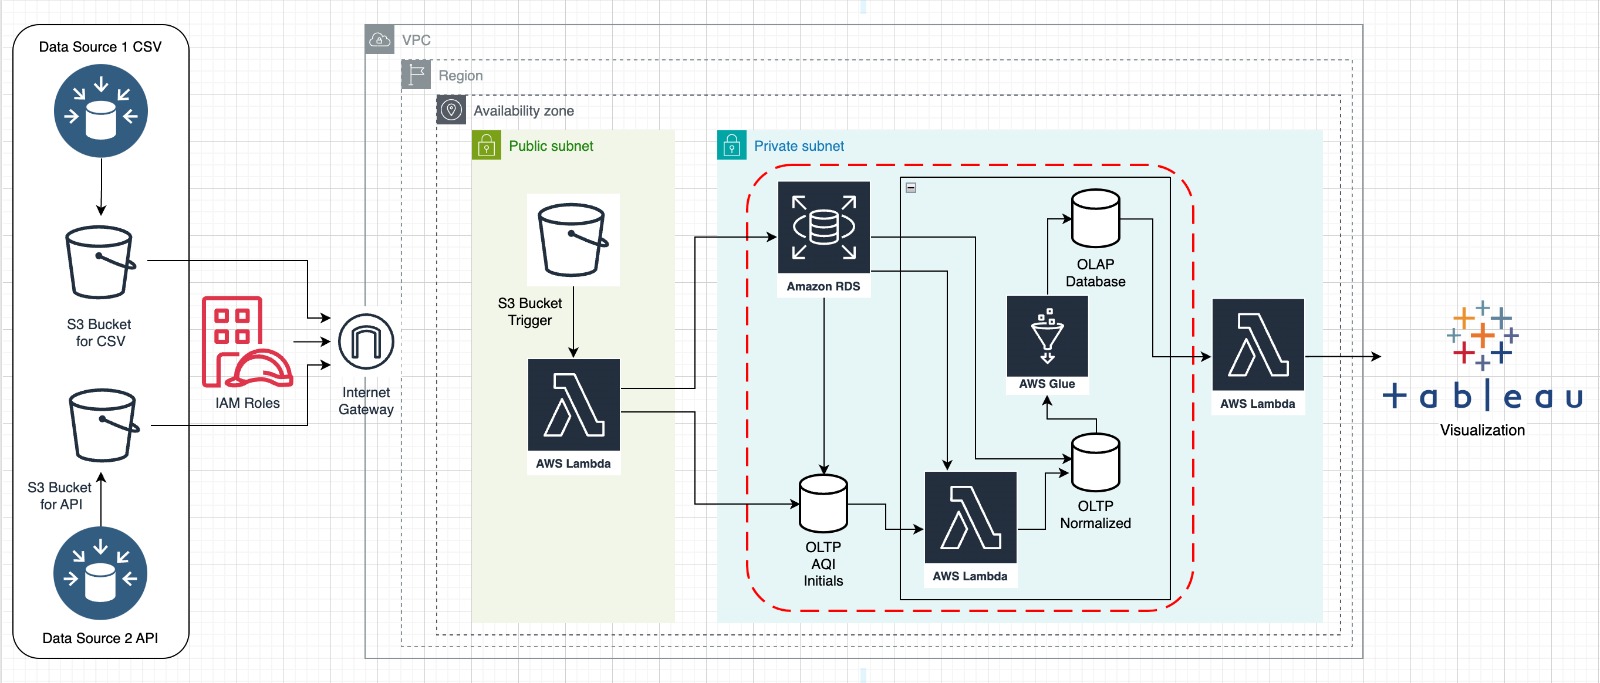 Data Source 1 CSV
S3 Bucket
for CSV
IAM Roles
S3 Bucket
for API
Data Source 2 API
Internet
Gateway
VPC
Region
Availability zone
Public subnet
S3 Bucket
Trigger
AWS Lambda
Private subnet
Amazon RDS
OLTP
AQI
Initials
OLAP
Database
AWS Glue
OLTP
Normalized
AWS Lambda
AWS Lambda
+ableau
Visualization